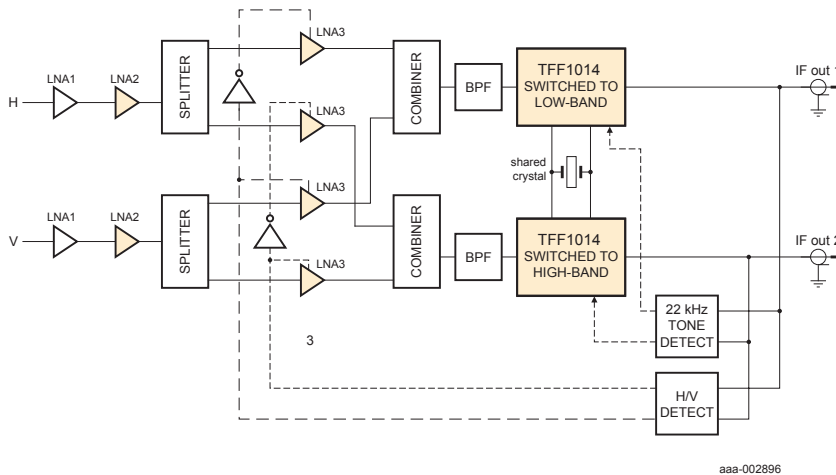 LNA3
LNA1
LNA2
H
SPLITTER
LNA3
COMBINER
BPF
TFF1014
SWITCHED TO
LOW-BAND
IF out 1
shared
crystal
LNA3
LNA1
LNA2
V
SPLITTER
LNA3
COMBINER
BPF
TFF1014
SWITCHED TO
HIGH-BAND
IF out 2
22 kHz
TONE
DETECT
3
H/V
DETECT
aaa-002896